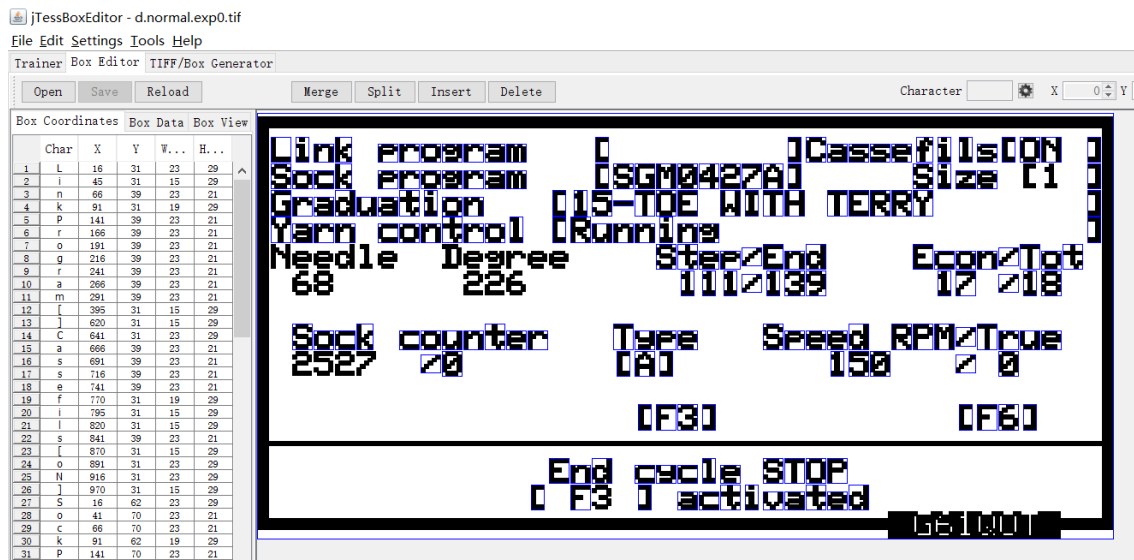 jTessBoxEditor - d.normal.exp0.tif
File Edit Settings Tools Help
Trainer Box Editor TIFF/Box Generator
Open Save Reload Merge Split Insert Delete Character X 0 Y
Box Coordinates Box Data Box View
Char X Y W... H...
1 L 16 31 23 29
2 i 45 31 15 29
3 n 66 39 23 21
4 k 91 31 19 29
5 P 141 39 23 21
6 r 166 39 23 21
7 o 191 39 23 21
8 g 216 39 23 21
9 r 241 39 23 21
10 a 266 39 23 21
11 m 291 39 23 21
12 [ 395 31 15 29
13 ] 620 31 15 29
14 C 641 31 23 29
15 a 666 39 23 21
16 s 691 39 23 21
17 s 716 39 23 21
18 e 741 39 23 21
19 f 770 31 19 29
20 i 795 31 15 29
21 l 820 31 15 29
22 s 841 39 23 21
23 [ 870 31 15 29
24 o 891 31 23 29
25 N 916 31 23 29
26 ] 970 31 15 29
27 S 16 62 23 29
28 o 41 70 23 21
29 c 66 70 23 21
30 k 91 62 19 29
31 P 141 70 23 21
Link program [ ]Cassefils[ON ]
Sock program [SGM0427A] Size [1 ]
Graduation [15-TOE WITH TERRY ]
Yarn control [Running ]
Needle Degree Step/End Econ/Tot
68 226 111/139 17 /18
Sock counter Type Speed RPM/True
2527 /0 [A] 150 / 0
[F3] [F6]
End cycle STOP
[ F3 ] activated